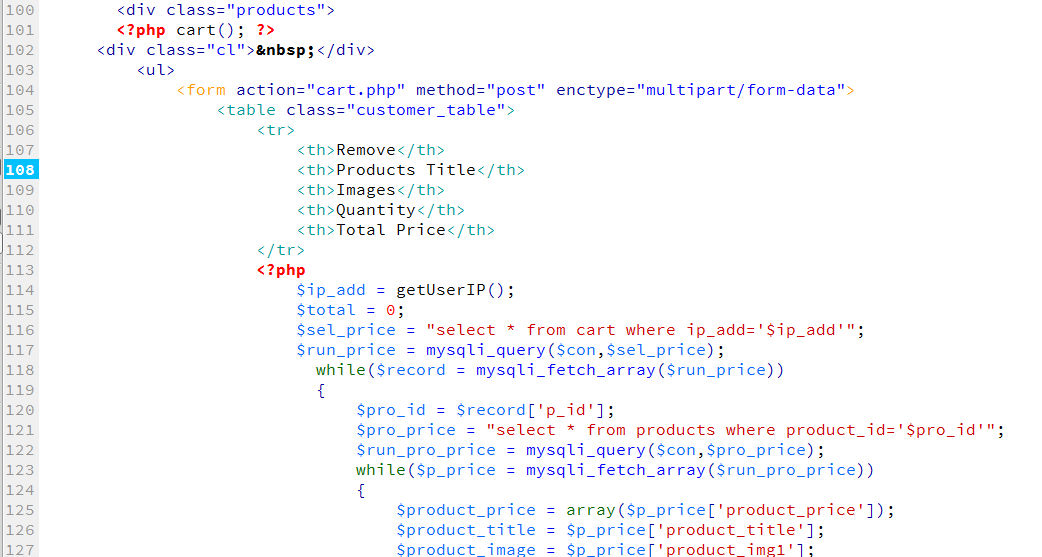 100 <div class="products">
101 <?php cart(); ?>
102 <div class="cl">&nbsp;</div>
103 <ul>
104 <form action="cart.php" method="post" enctype="multipart/form-data">
105 <table class="customer_table">
106 <tr>
107 <th>Remove</th>
108 <th>Products Title</th>
109 <th>Images</th>
110 <th>Quantity</th>
111 <th>Total Price</th>
112 </tr>
113 <?php
114 $ip_add = getUserIP();
115 $total = 0;
116 $sel_price = "select * from cart where ip_add='$ip_add'";
117 $run_price = mysqli_query($con,$sel_price);
118 while($record = mysqli_fetch_array($run_price))
119 {
120 $pro_id = $record['p_id'];
121 $pro_price = "select * from products where product_id='$pro_id'";
122 $run_pro_price = mysqli_query($con,$pro_price);
123 while($p_price = mysqli_fetch_array($run_pro_price))
124 {
125 $product_price = array($p_price['product_price']);
126 $product_title = $p_price['product_title'];
127 $product_image = $p_price['product_img1'];